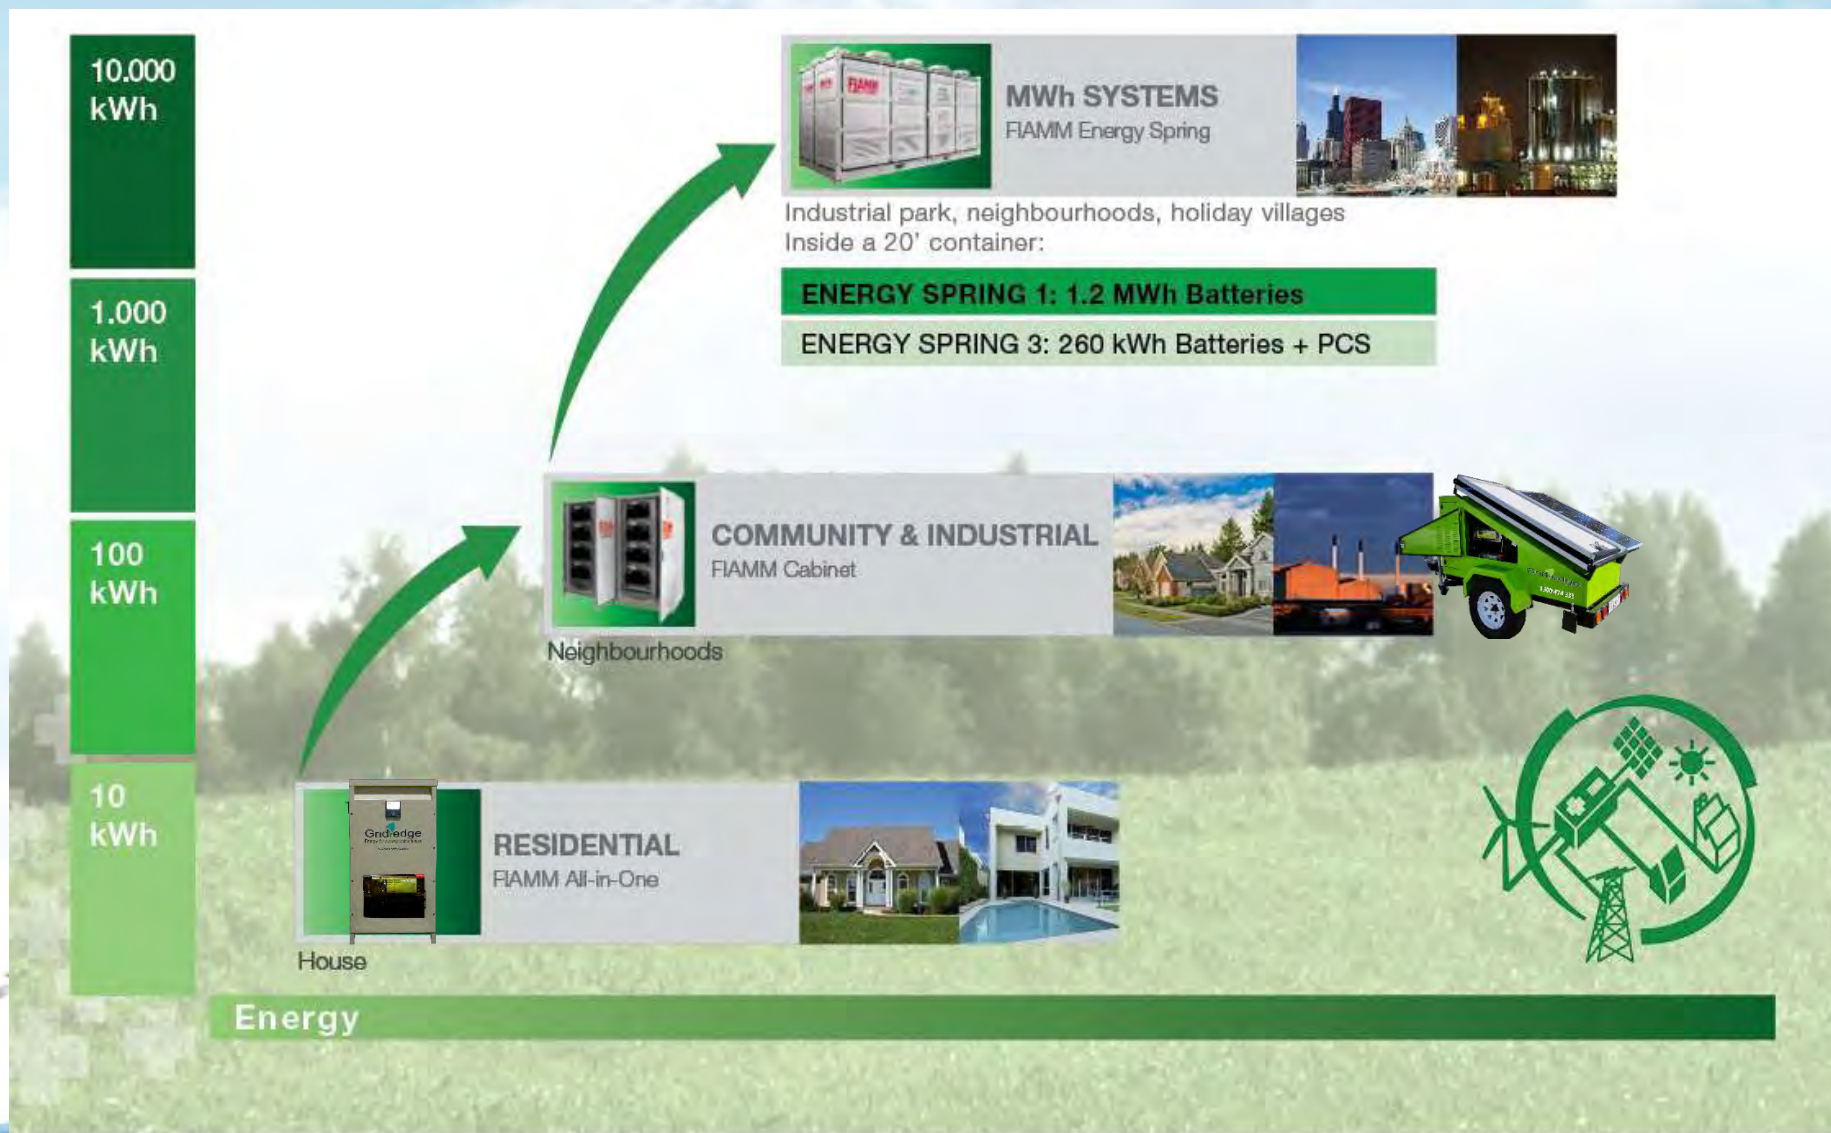 10.000
kWh
1.000
kWh
100
kWh
10
kWh
FIAMM
MWh SYSTEMS
FIAMM Energy Spring
Industrial park, neighbourhoods, holiday villages
Inside a 20’ container:
ENERGY SPRING 1: 1.2 MWh Batteries
ENERGY SPRING 3: 260 kWh Batteries + PCS
COMMUNITY & INDUSTRIAL
FIAMM Cabinet
Neighbourhoods
Gridedge
RESIDENTIAL
FIAMM All-in-One
House
Energy